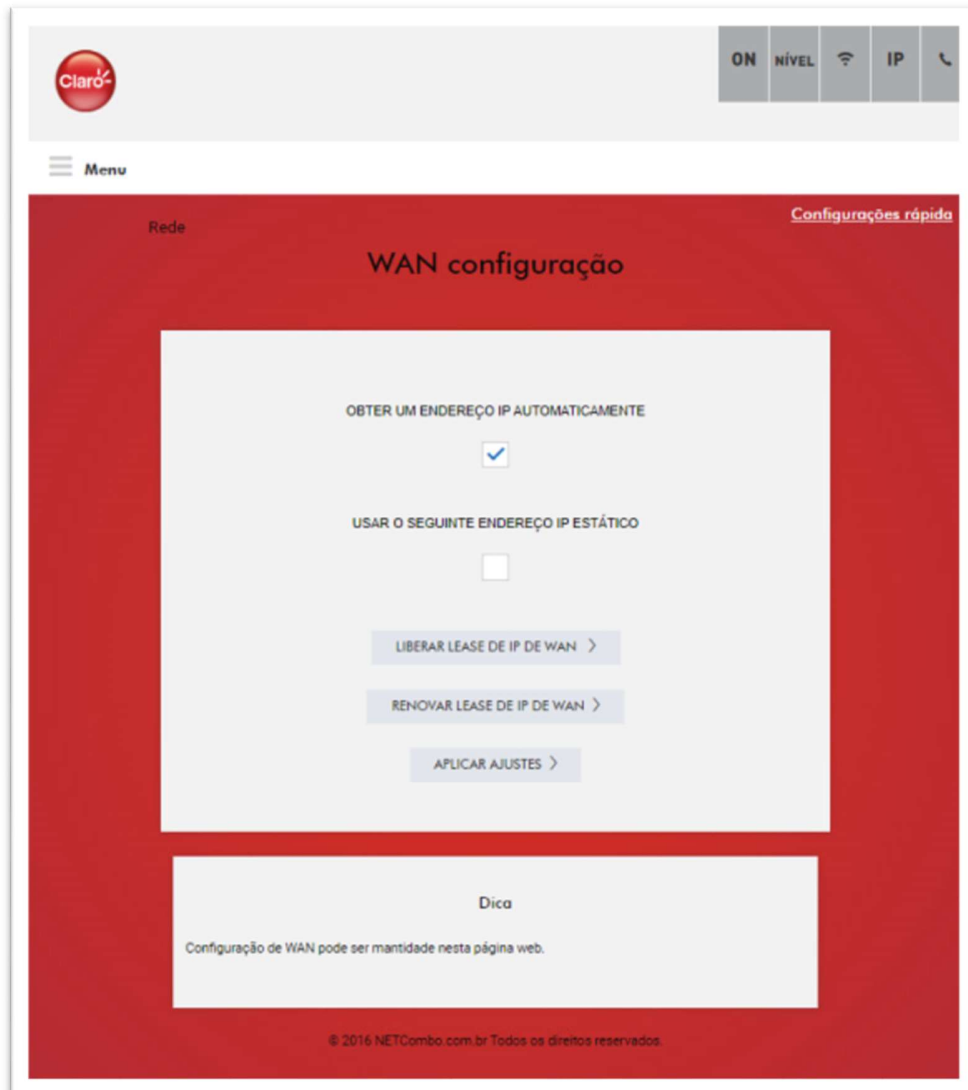 Claro
ON NÍVEL IP
Menu
Configurações rápida
Rede
WAN configuração
OBTER UM ENDEREÇO IP AUTOMATICAMENTE
USAR O SEGUINTE ENDEREÇO IP ESTÁTICO
LIBERAR LEASE DE IP DE WAN >
RENOVAR LEASE DE IP DE WAN >
APLICAR AJUSTES >
Dica
Configuração de WAN pode ser mantidade nesta página web.
© 2016 NETCombo.com.br Todos os direitos reservados.